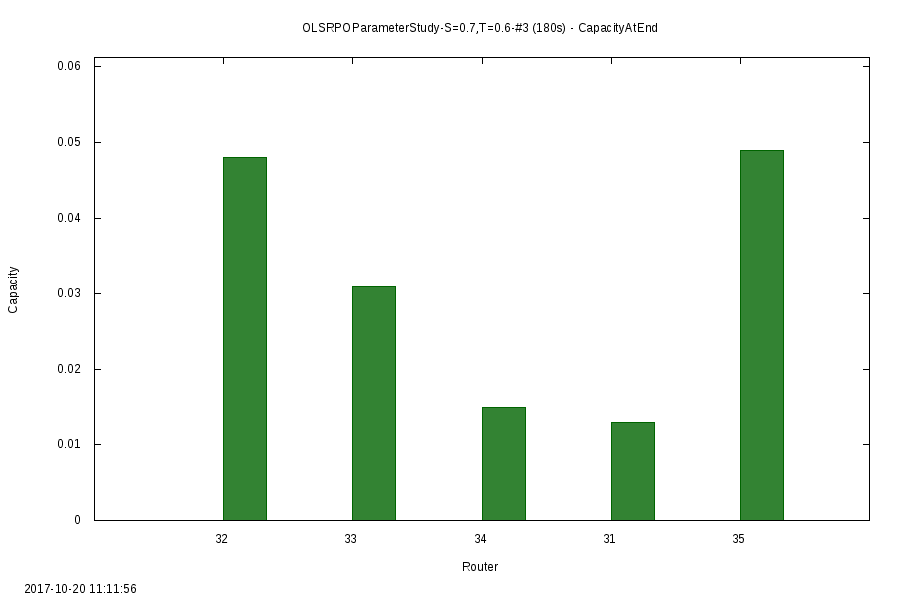 OLSRPOParameterStudy-S=0.7,T=0.6-#3 (180s) - CapacityAtEnd
0.06
0.05
0.04
0.03
0.02
0.01
0
Capacity
32 33 34 31 35
Router
2017-10-20 11:11:56